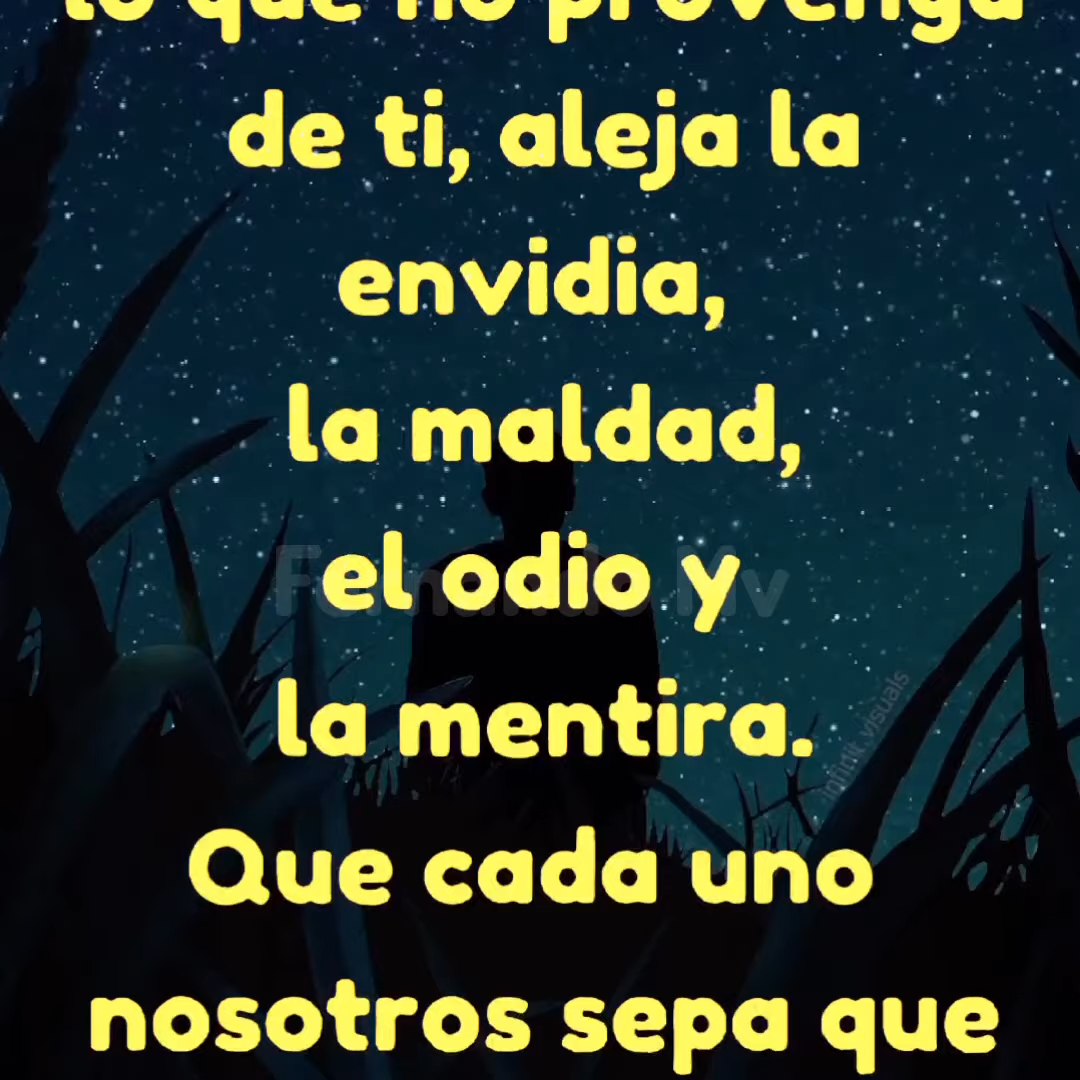 lo que no provenga
de ti, aleja la
envidia,
la maldad,
el odio y
la mentira.
infinit_visuals
Que cada uno
nosotros sepa que